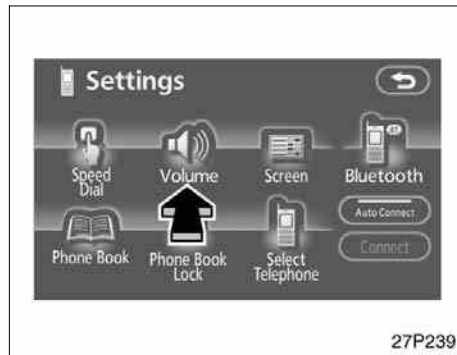 Settings
Speed
Dial
Volume
Screen
Bluetooth
Auto Connect
Phone Book
Phone Book
Lock
Select
Telephone
Connect
27P239